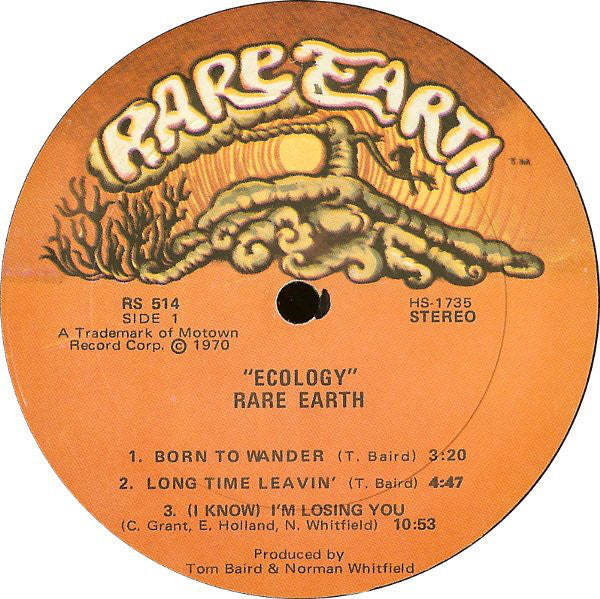 RARE EARTH
T.M.
RS 514
SIDE 1
A Trademark of Motown
Record Corp. © 1970
HS-1735
STEREO
"ECOLOGY"
RARE EARTH
1. BORN TO WANDER (T. Baird) 3:20
2. LONG TIME LEAVIN' (T. Baird) 4:47
3. (I KNOW) I'M LOSING YOU
(C. Grant, E. Holland, N. Whitfield) 10:53
Produced by
Tom Baird & Norman Whitfield